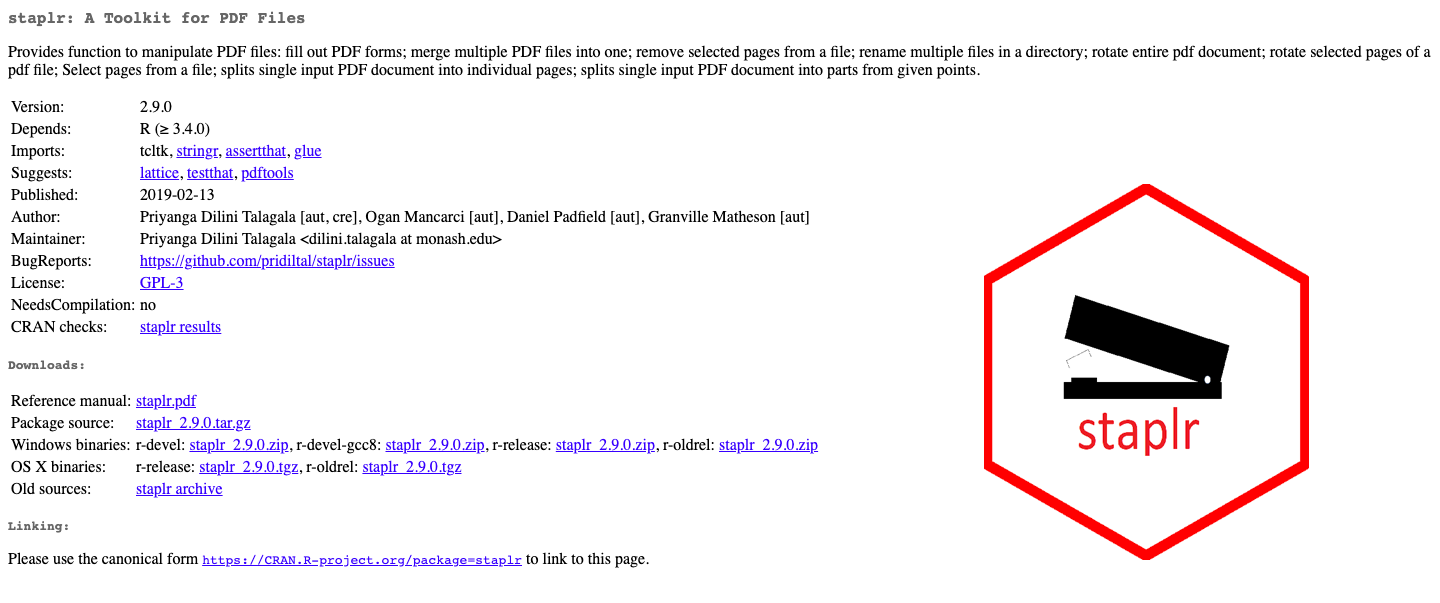 staplr: A Toolkit for PDF Files
Provides function to manipulate PDF files: fill out PDF forms; merge multiple PDF files into one; remove selected pages from a file; rename multiple files in a directory; rotate entire pdf document; rotate selected pages of a
pdf file; Select pages from a file; splits single input PDF document into individual pages; splits single input PDF document into parts from given points.
Version: 2.9.0
Depends: R (≥ 3.4.0)
Imports: tcltk, stringr, assertthat, glue
Suggests: lattice, testthat, pdftools
Published: 2019-02-13
Author: Priyanga Dilini Talagala [aut, cre], Ogan Mancarci [aut], Daniel Padfield [aut], Granville Matheson [aut]
Maintainer: Priyanga Dilini Talagala <dilini.talagala at monash.edu>
BugReports: https://github.com/pridiltal/staplr/issues
License: GPL-3
NeedsCompilation: no
CRAN checks: staplr results
Downloads:
Reference manual: staplr.pdf
Package source: staplr_2.9.0.tar.gz
Windows binaries: r-devel: staplr_2.9.0.zip, r-devel-gcc8: staplr_2.9.0.zip, r-release: staplr_2.9.0.zip, r-oldrel: staplr_2.9.0.zip
OS X binaries: r-release: staplr_2.9.0.tgz, r-oldrel: staplr_2.9.0.tgz
Old sources: staplr archive
Linking:
Please use the canonical form https://CRAN.R-project.org/package=staplr to link to this page.
staplr